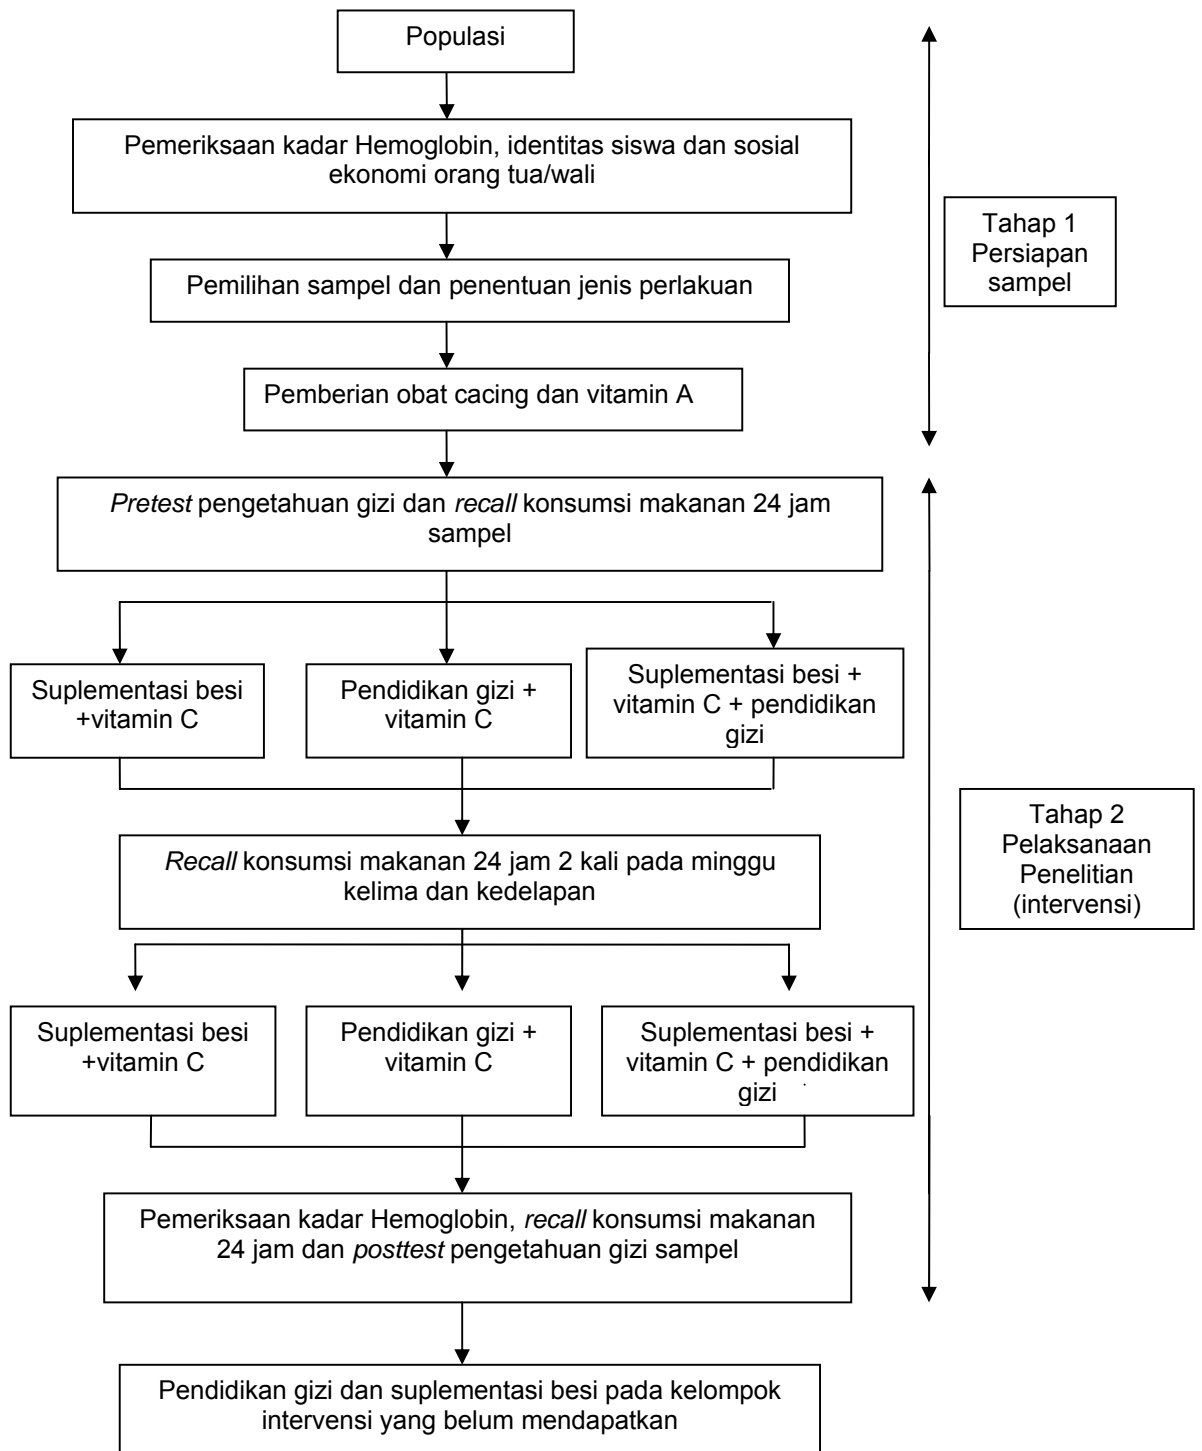 Populasi
Pemeriksaan kadar Hemoglobin, identitas siswa dan sosial
ekonomi orang tua/wali
Pemilihan sampel dan penentuan jenis perlakuan
Pemberian obat cacing dan vitamin A
Tahap 1
Persiapan
sampel
Pretest pengetahuan gizi dan recall konsumsi makanan 24 jam
sampel
Suplementasi besi
+vitamin C
Pendidikan gizi +
vitamin C
Suplementasi besi +
vitamin C + pendidikan
gizi
Recall konsumsi makanan 24 jam 2 kali pada minggu
kelima dan kedelapan
Tahap 2
Pelaksanaan
Penelitian
(intervensi)
Suplementasi besi
+vitamin C
Pendidikan gizi +
vitamin C
Suplementasi besi +
vitamin C + pendidikan
gizi
Pemeriksaan kadar Hemoglobin, recall konsumsi makanan
24 jam dan posttest pengetahuan gizi sampel
Pendidikan gizi dan suplementasi besi pada kelompok
intervensi yang belum mendapatkan